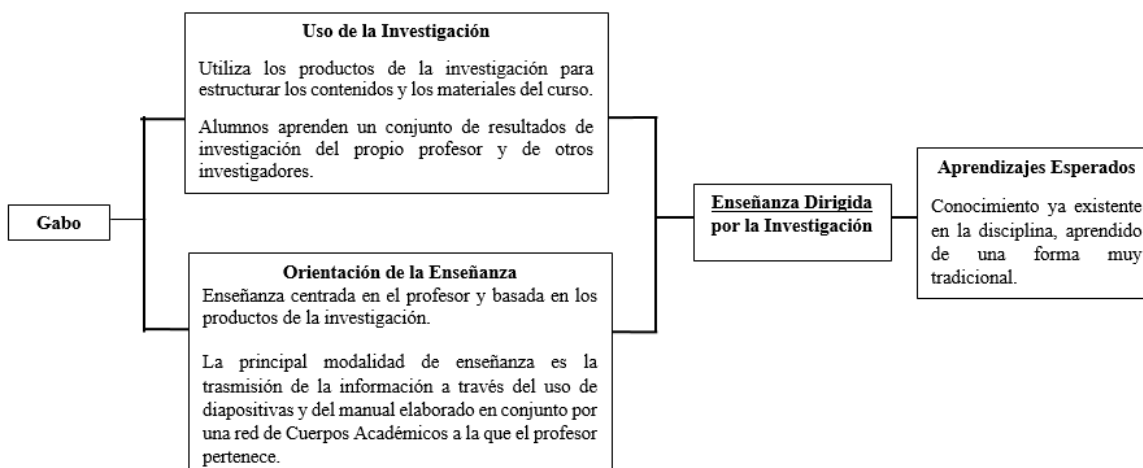 Uso de la Investigación
Utiliza los productos de la investigación para
estructurar los contenidos y los materiales del curso.
Alumnos aprenden un conjunto de resultados de
investigación del propio profesor y de otros
investigadores.
Gabo
Orientación de la Enseñanza
Enseñanza centrada en el profesor y basada en los
productos de la investigación.
La principal modalidad de enseñanza es la
trasmisión de la información a través del uso de
diapositivas y del manual elaborado en conjunto por
una red de Cuerpos Académicos a la que el profesor
pertenece.
Enseñanza Dirigida
por la Investigación
Aprendizajes Esperados
Conocimiento ya existente
en la disciplina, aprendido
de una forma muy
tradicional.